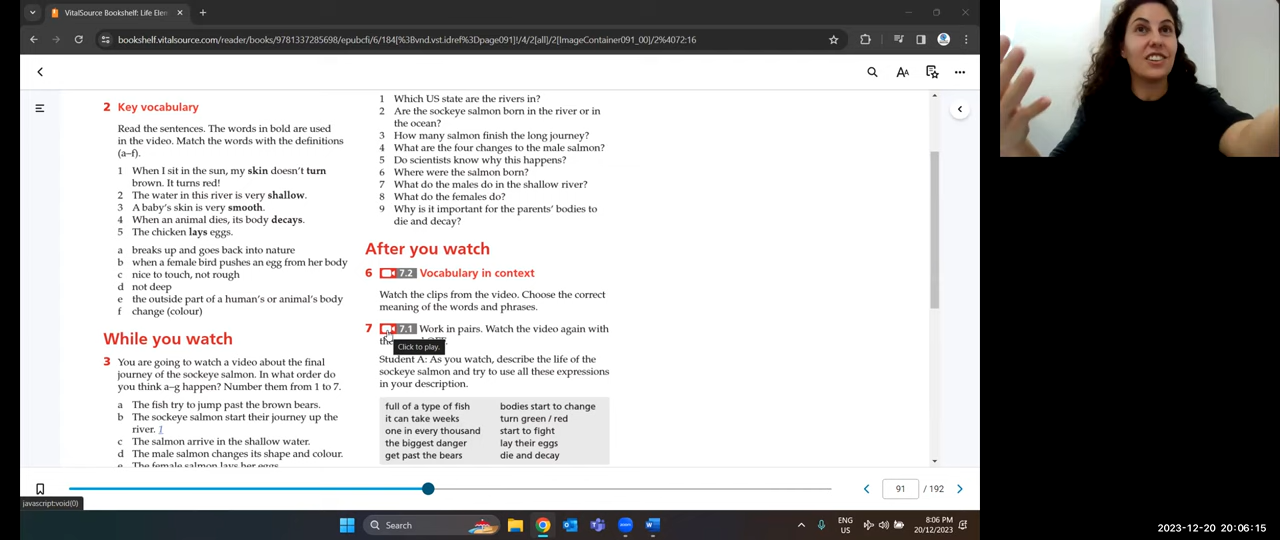 VitalSource Bookshelf: Life Elem
bookshelf.vitalsource.com/reader/books/9781337285698/epubcfi/6/184[%3Bvnd.vst.idref%3Dpage091]!/4/2[all]/2[ImageContainer091_00]/2%4072:16
2 Key vocabulary
Read the sentences. The words in bold are used
in the video. Match the words with the definitions
(a–f).
1 When I sit in the sun, my skin doesn't turn
brown. It turns red!
2 The water in this river is very shallow.
3 A baby's skin is very smooth.
4 When an animal dies, its body decays.
5 The chicken lays eggs.
a breaks up and goes back into nature
b when a female bird pushes an egg from her body
c nice to touch, not rough
d not deep
e the outside part of a human's or animal's body
f change (colour)
While you watch
3 You are going to watch a video about the final
journey of the sockeye salmon. In what order do
you think a–g happen? Number them from 1 to 7.
a The fish try to jump past the brown bears.
b The sockeye salmon start their journey up the
river. 1
c The salmon arrive in the shallow water.
d The male salmon changes its shape and colour.
e The female salmon lays her eggs.
1 Which US state are the rivers in?
2 Are the sockeye salmon born in the river or in
the ocean?
3 How many salmon finish the long journey?
4 What are the four changes to the male salmon?
5 Do scientists know why this happens?
6 Where were the salmon born?
7 What do the males do in the shallow river?
8 What do the females do?
9 Why is it important for the parents' bodies to
die and decay?
After you watch
6 7.2 Vocabulary in context
Watch the clips from the video. Choose the correct
meaning of the words and phrases.
7 7.1 Work in pairs. Watch the video again with
the
Click to play.
Student A: As you watch, describe the life of the
sockeye salmon and try to use all these expressions
in your description.
full of a type of fish bodies start to change
it can take weeks turn green / red
one in every thousand start to fight
the biggest danger lay their eggs
get past the bears die and decay
91 / 192
javascript:void(0)
Search
ENG
US
8:06 PM
20/12/2023
2023-12-20 20:06:15